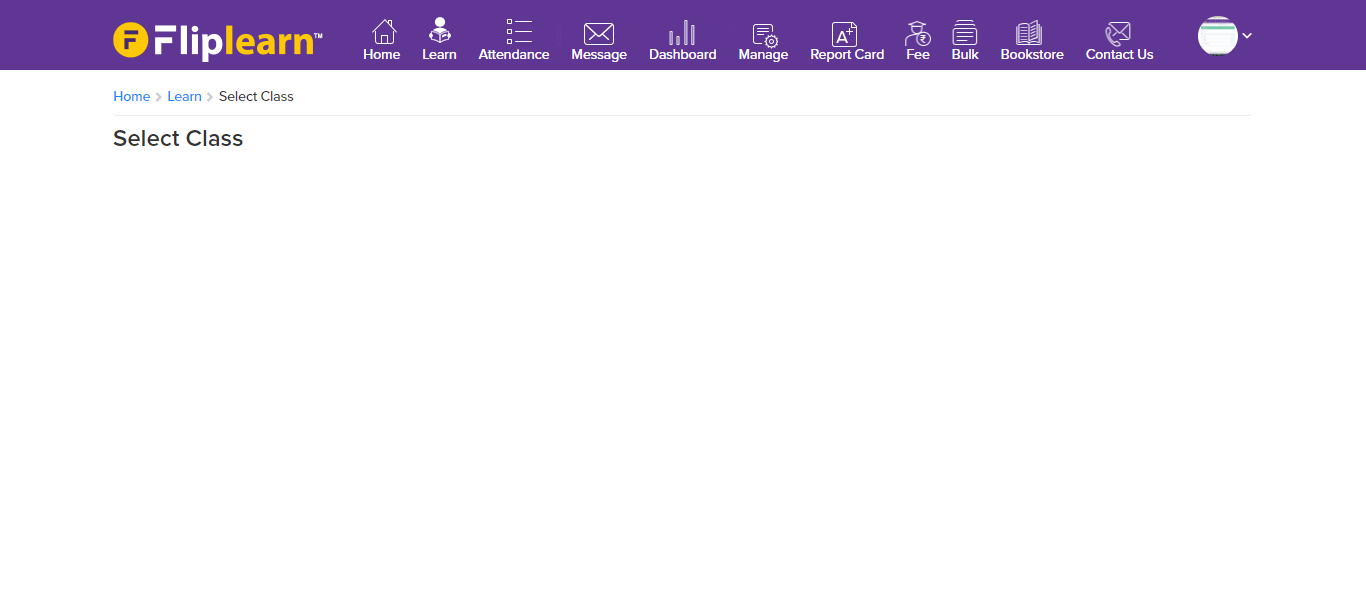 Fliplearn™
Home Learn Attendance Message Dashboard Manage Report Card Fee Bulk Bookstore Contact Us
Home Learn Select Class
Select Class